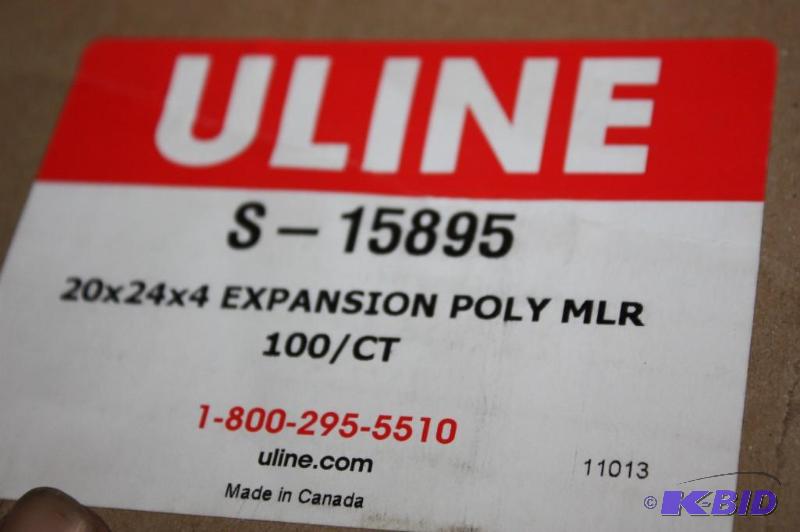 ULINE
S-15895
20x24x4 EXPANSION POLY MLR
100/CT
1-800-295-5510
uline.com
11013
Made in Canada
© K-BID